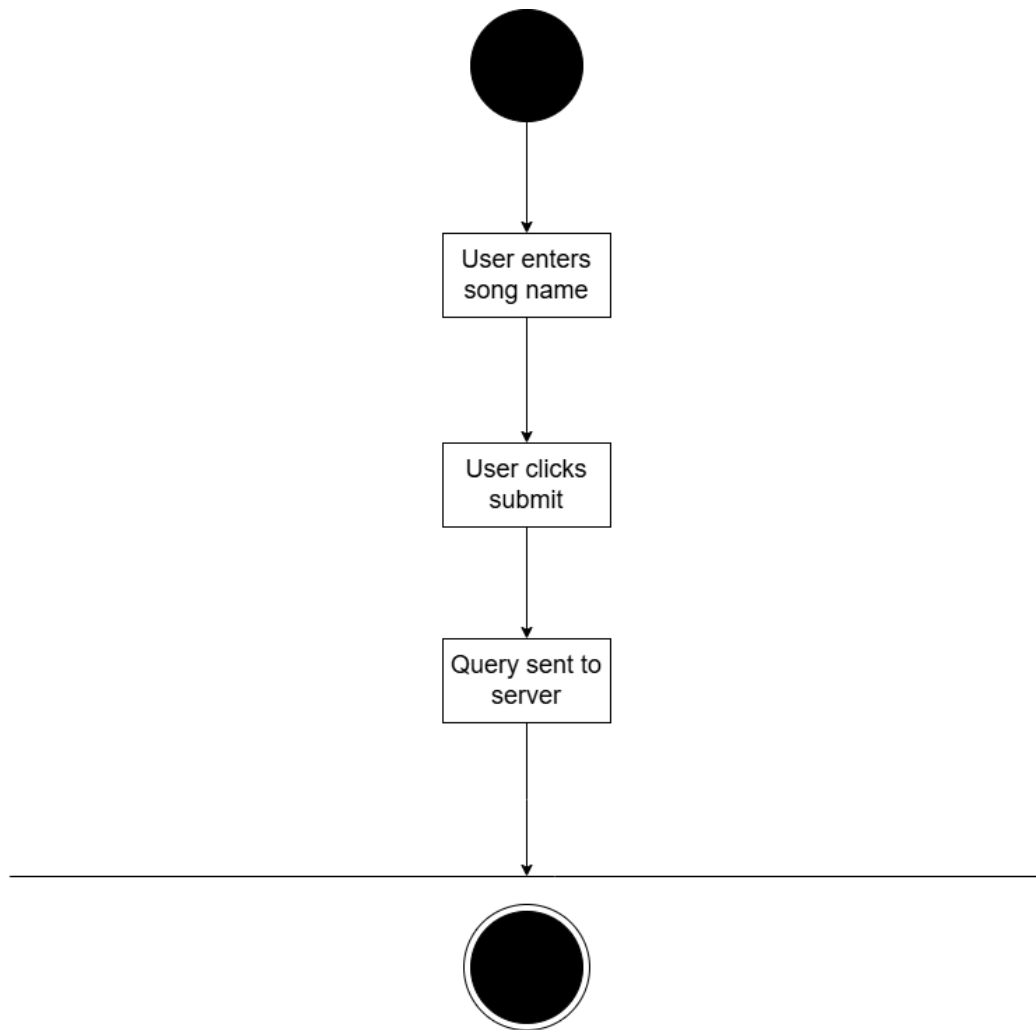 User enters
song name
User clicks
submit
Query sent to
server